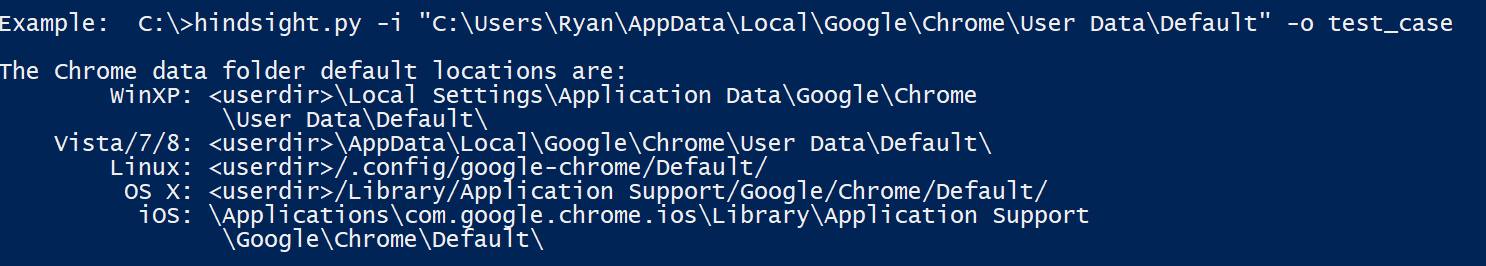 Example:  C:\>hindsight.py -i "C:\Users\Ryan\AppData\Local\Google\Chrome\User Data\Default" -o test_case
The Chrome data folder default locations are:
WinXP: <userdir>\Local Settings\Application Data\Google\Chrome
\User Data\Default\
Vista/7/8: <userdir>\AppData\Local\Google\Chrome\User Data\Default\
Linux: <userdir>/.config/google-chrome/Default/
OS X: <userdir>/Library/Application Support/Google/Chrome/Default/
iOS: \Applications\com.google.chrome.ios\Library\Application Support
\Google\Chrome\Default\